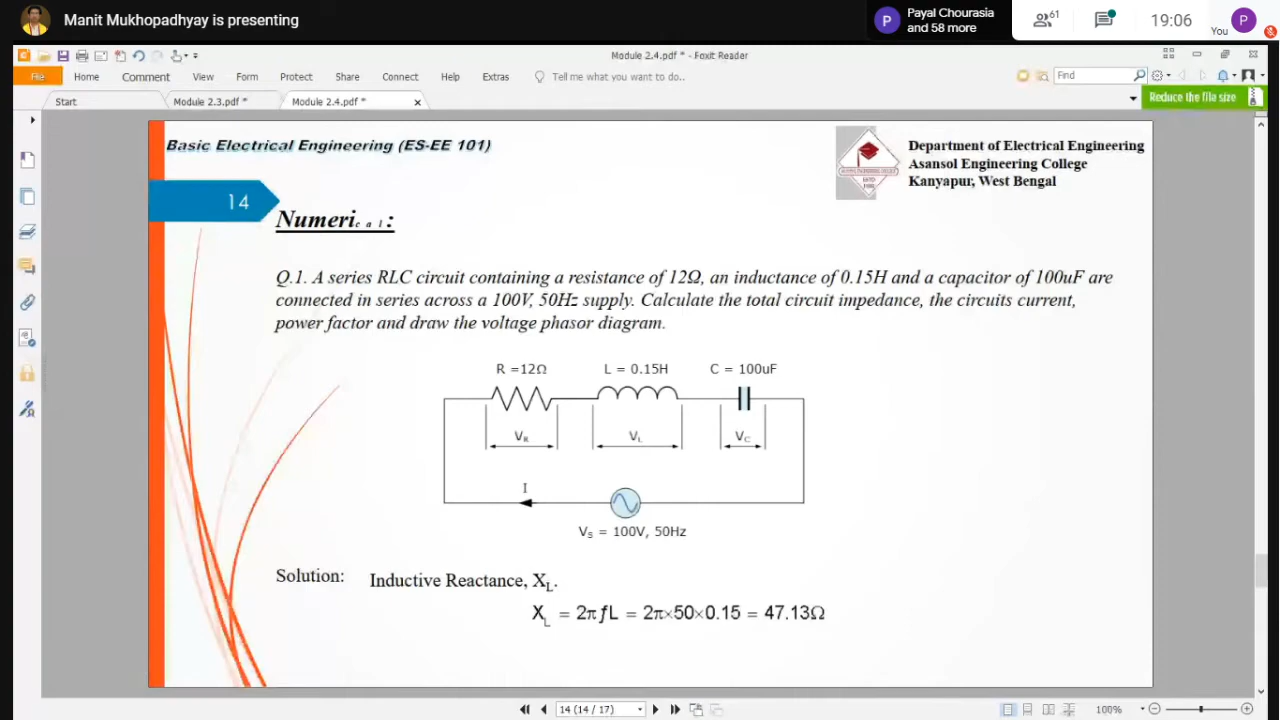 Manit Mukhopadhyay is presenting
P
Payal Chourasia
and 58 more
61
19:06
You
P
Module 2.4.pdf * - Foxit Reader
File
Home
Comment
View
Form
Protect
Share
Connect
Help
Extras
Tell me what you want to do..
Find
Start
Module 2.3.pdf *
Module 2.4.pdf *
Reduce the file size
Basic Electrical Engineering (ES-EE 101)
Department of Electrical Engineering
Asansol Engineering College
Kanyapur, West Bengal
14
Numerical:
Q.1. A series RLC circuit containing a resistance of 12Ω, an inductance of 0.15H and a capacitor of 100uF are
connected in series across a 100V, 50Hz supply. Calculate the total circuit impedance, the circuits current,
power factor and draw the voltage phasor diagram.
R =12Ω
L = 0.15H
C = 100uF
VR
VL
VC
I
VS = 100V, 50Hz
Solution:
Inductive Reactance, XL.
XL = 2πƒL = 2π×50×0.15 = 47.13Ω
14 (14 / 17)
100%